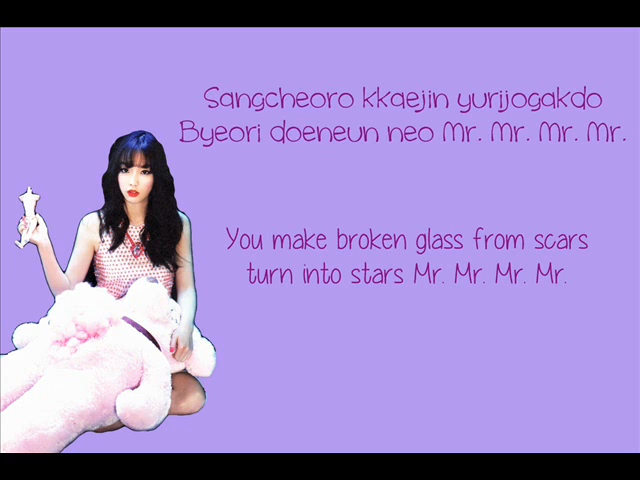 Sangcheoro kkaejin yurijogakdo
Byeori doeneun neo Mr. Mr. Mr. Mr.
You make broken glass from scars
turn into stars Mr. Mr. Mr. Mr.